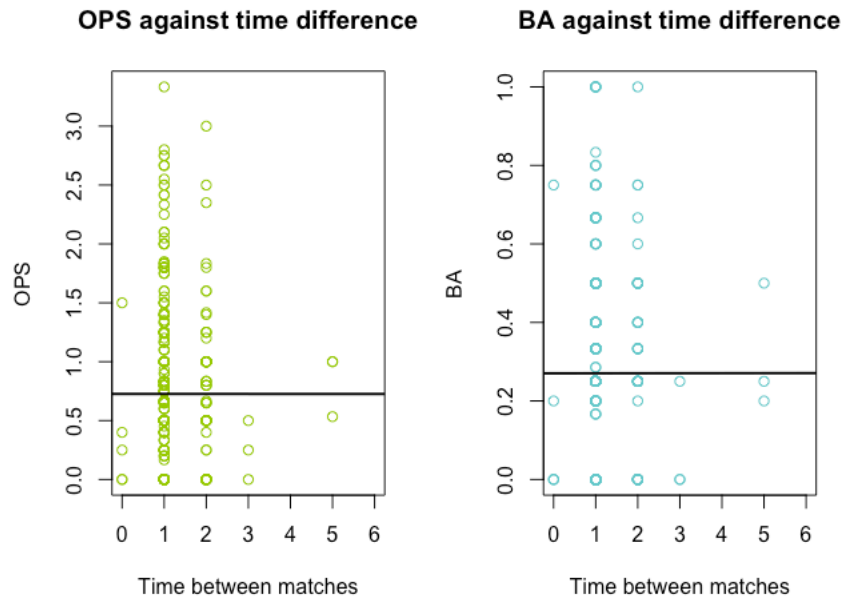 OPS against time difference
OPS
0.0 0.5 1.0 1.5 2.0 2.5 3.0
0 1 2 3 4 5 6
Time between matches
BA against time difference
BA
0.0 0.2 0.4 0.6 0.8 1.0
0 1 2 3 4 5 6
Time between matches